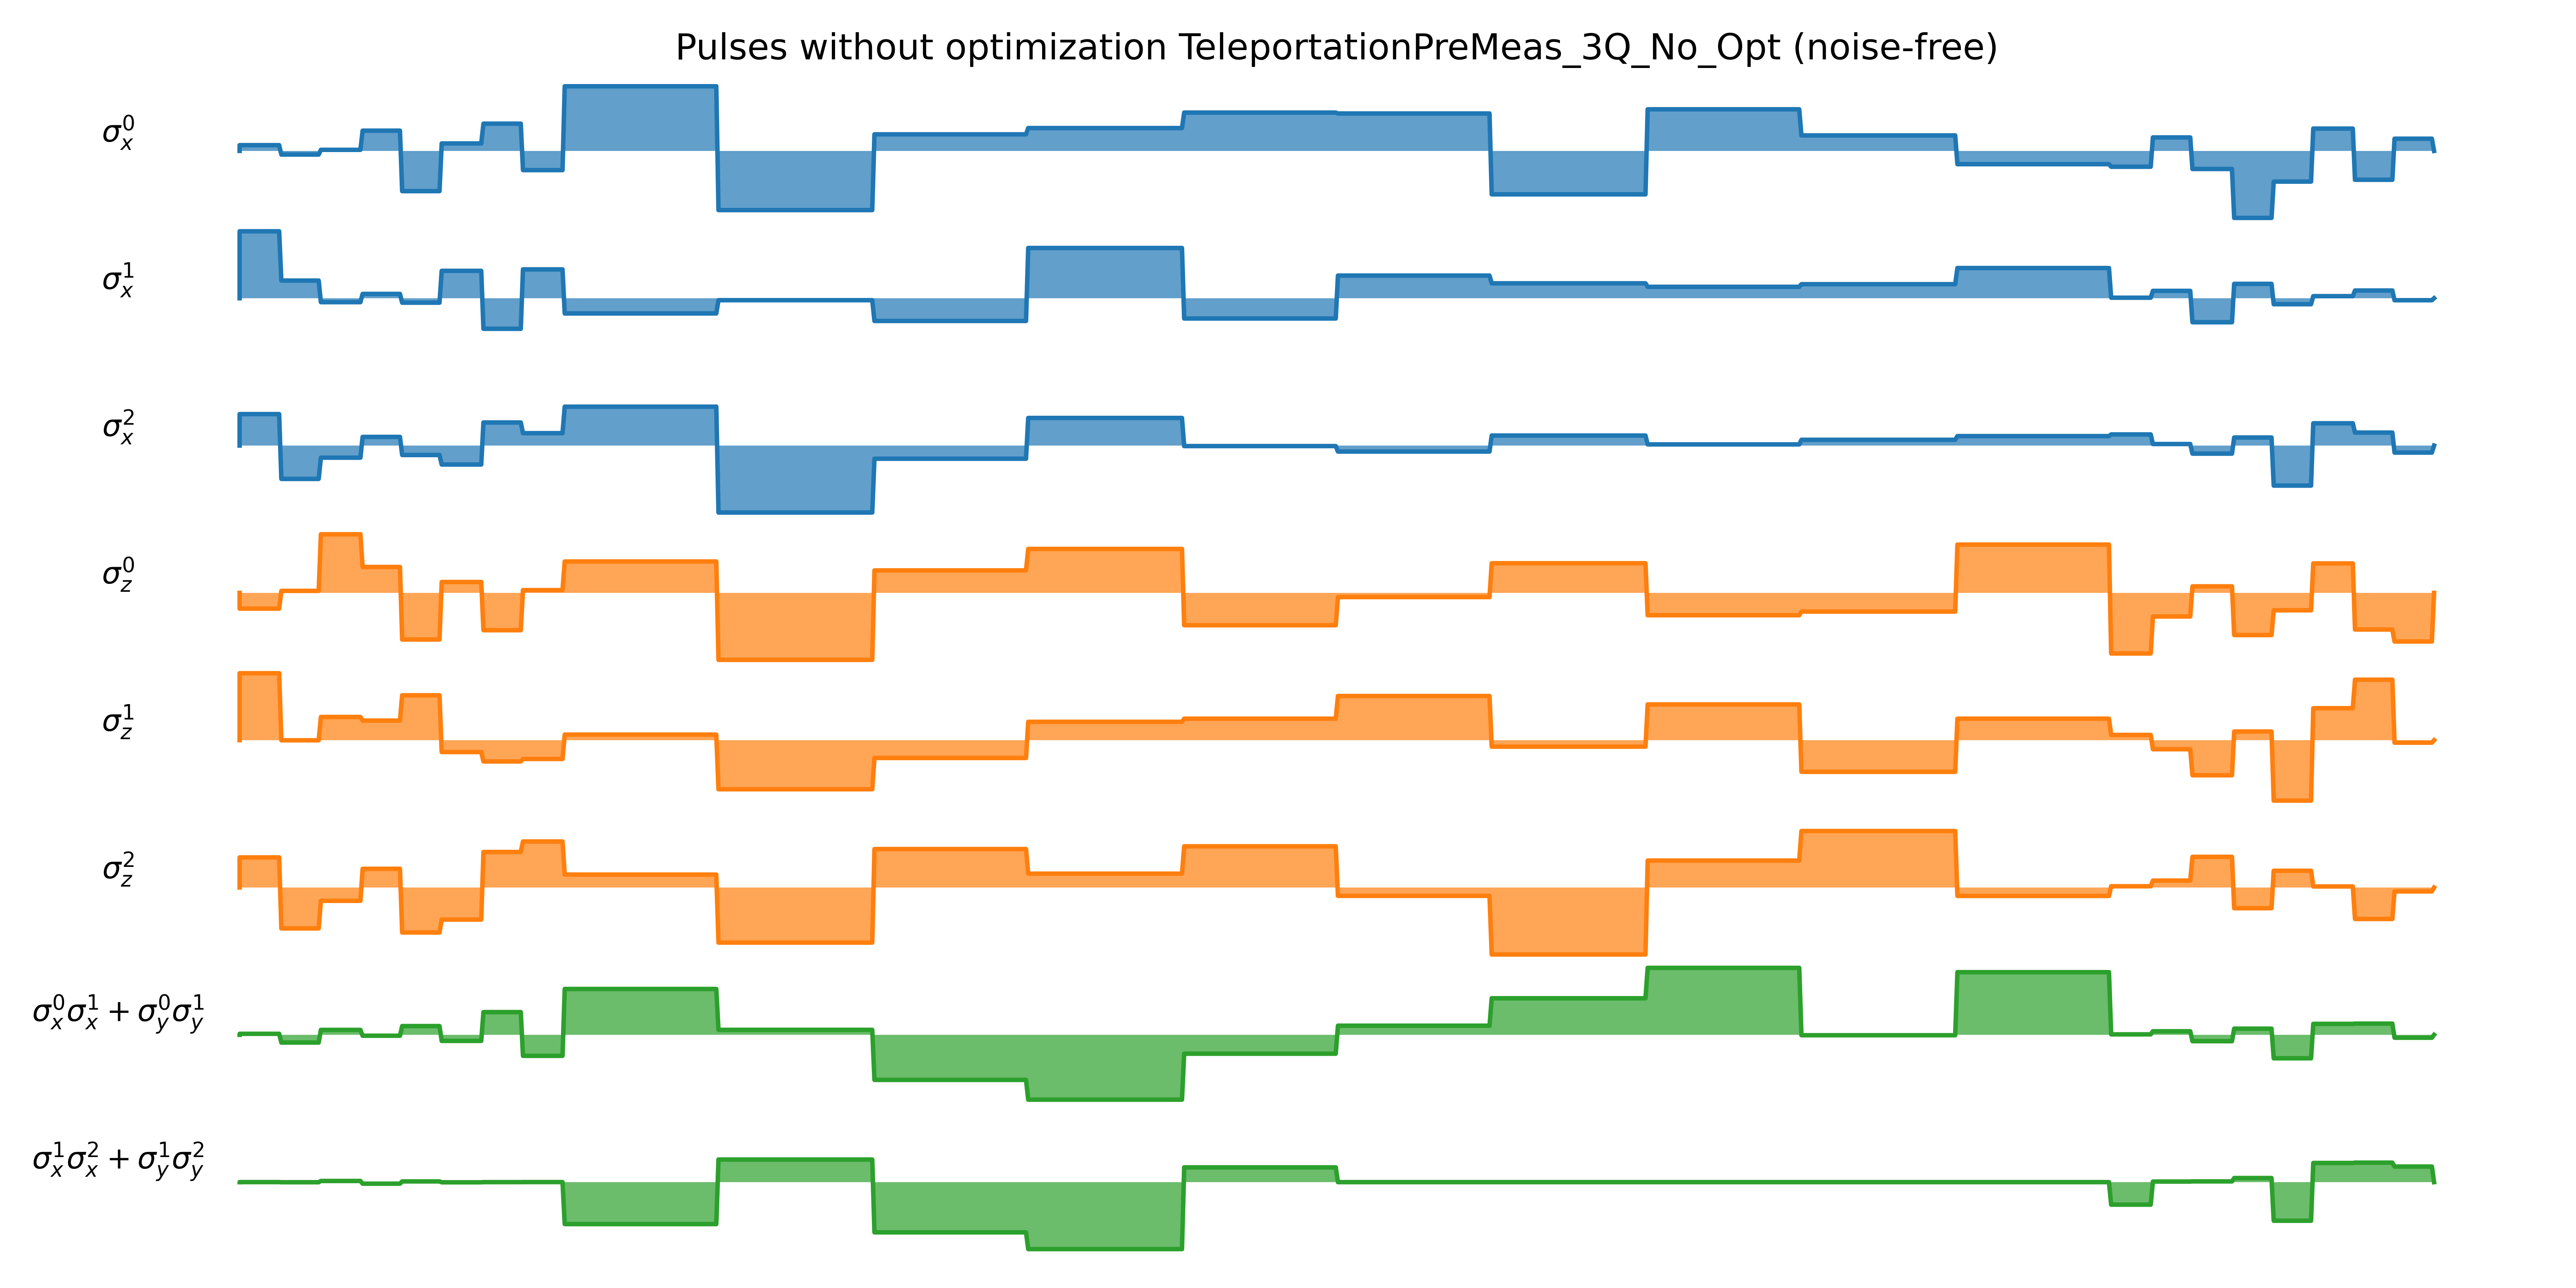 Pulses without optimization TeleportationPreMeas_3Q_No_Opt (noise-free)
σ_x^0
σ_x^1
σ_x^2
σ_z^0
σ_z^1
σ_z^2
σ_x^0σ_x^1 + σ_y^0σ_y^1
σ_x^1σ_x^2 + σ_y^1σ_y^2